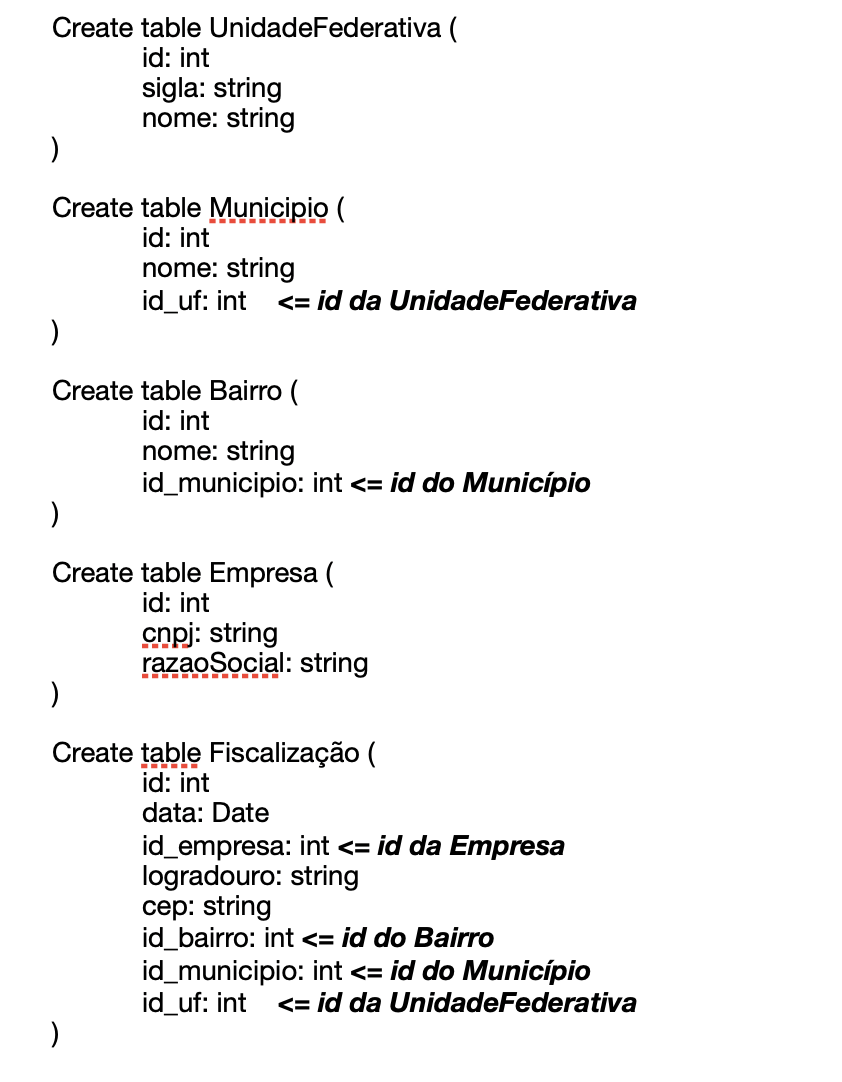 Create table UnidadeFederativa (
id: int
sigla: string
nome: string
)
Create table Municipio (
id: int
nome: string
id_uf: int <= id da UnidadeFederativa
)
Create table Bairro (
id: int
nome: string
id_municipio: int <= id do Município
)
Create table Empresa (
id: int
cnpj: string
razaoSocial: string
)
Create table Fiscalização (
id: int
data: Date
id_empresa: int <= id da Empresa
logradouro: string
cep: string
id_bairro: int <= id do Bairro
id_municipio: int <= id do Município
id_uf: int <= id da UnidadeFederativa
)